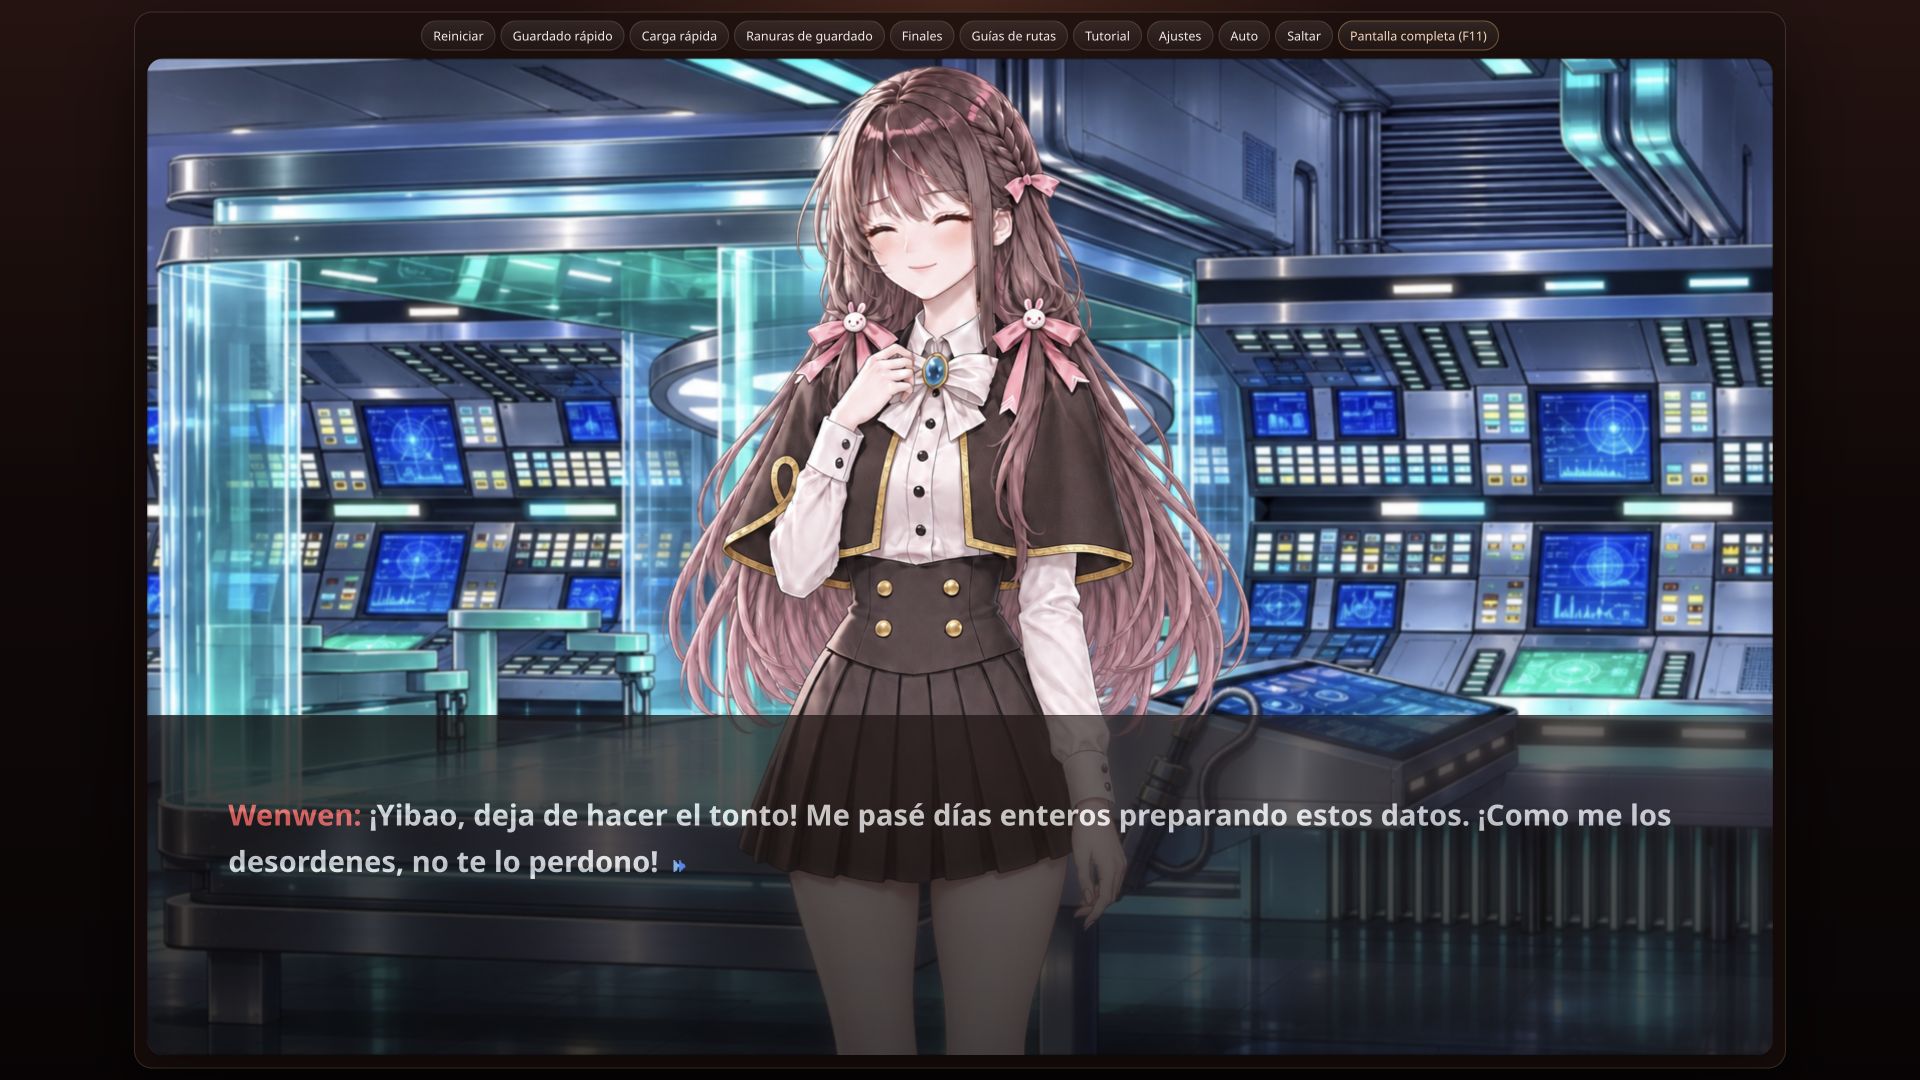 Reiniciar Guardado rápido Carga rápida Ranuras de guardado Finales Guías de rutas Tutorial Ajustes Auto Saltar Pantalla completa (F11)
Wenwen: ¡Yibao, deja de hacer el tonto! Me pasé días enteros preparando estos datos. ¡Como me los
desordenes, no te lo perdono!